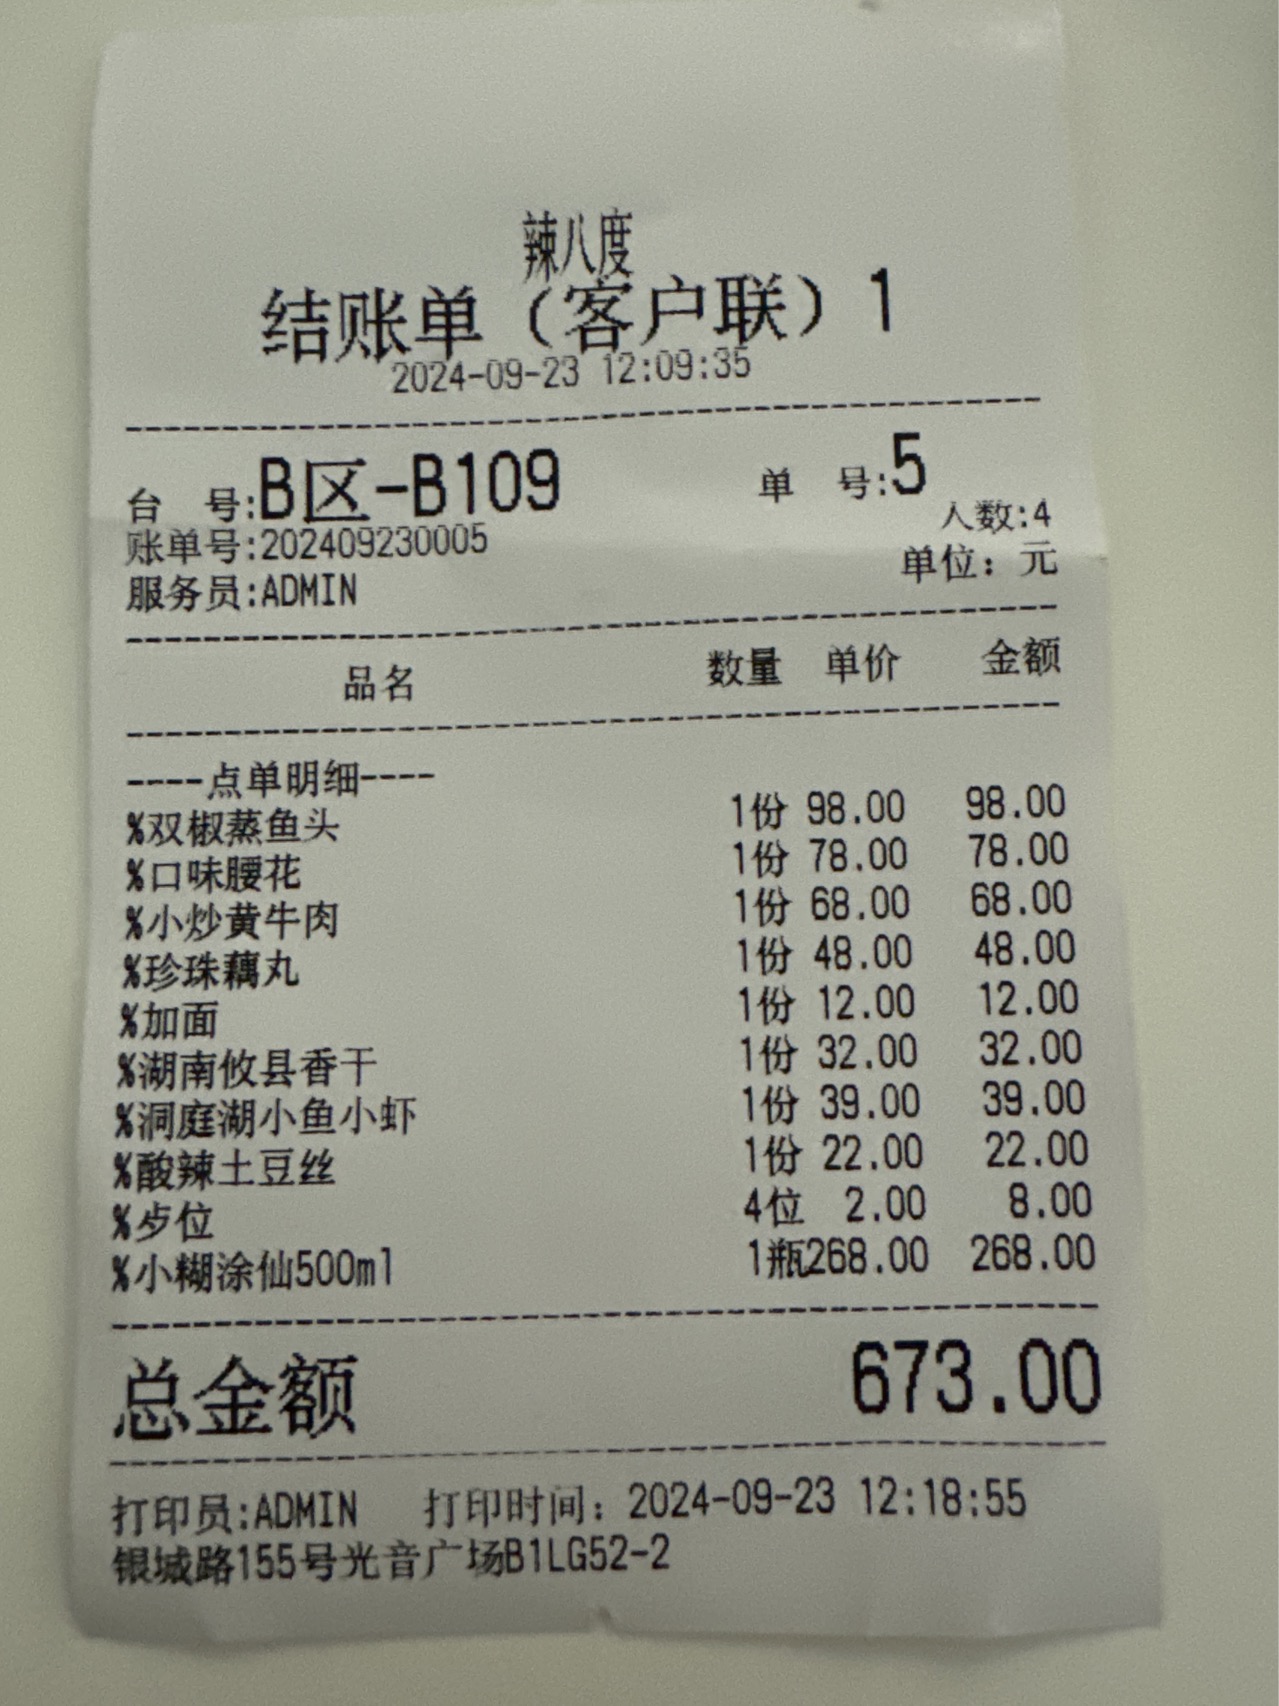 辣八度
结账单（客户联）1
2024-09-23 12:09:35
台 号:B区-B109 单 号:5
人数:4
账单号:202409230005
单位：元
服务员:ADMIN
品名 数量 单价 金额
----点单明细----
%双椒蒸鱼头 1份 98.00 98.00
%口味腰花 1份 78.00 78.00
%小炒黄牛肉 1份 68.00 68.00
%珍珠藕丸 1份 48.00 48.00
%加面 1份 12.00 12.00
%湖南攸县香干 1份 32.00 32.00
%洞庭湖小鱼小虾 1份 39.00 39.00
%酸辣土豆丝 1份 22.00 22.00
%歺位 4位 2.00 8.00
%小糊涂仙500ml 1瓶268.00 268.00
总金额 673.00
打印员:ADMIN 打印时间：2024-09-23 12:18:55
银城路155号光音广场B1LG52-2